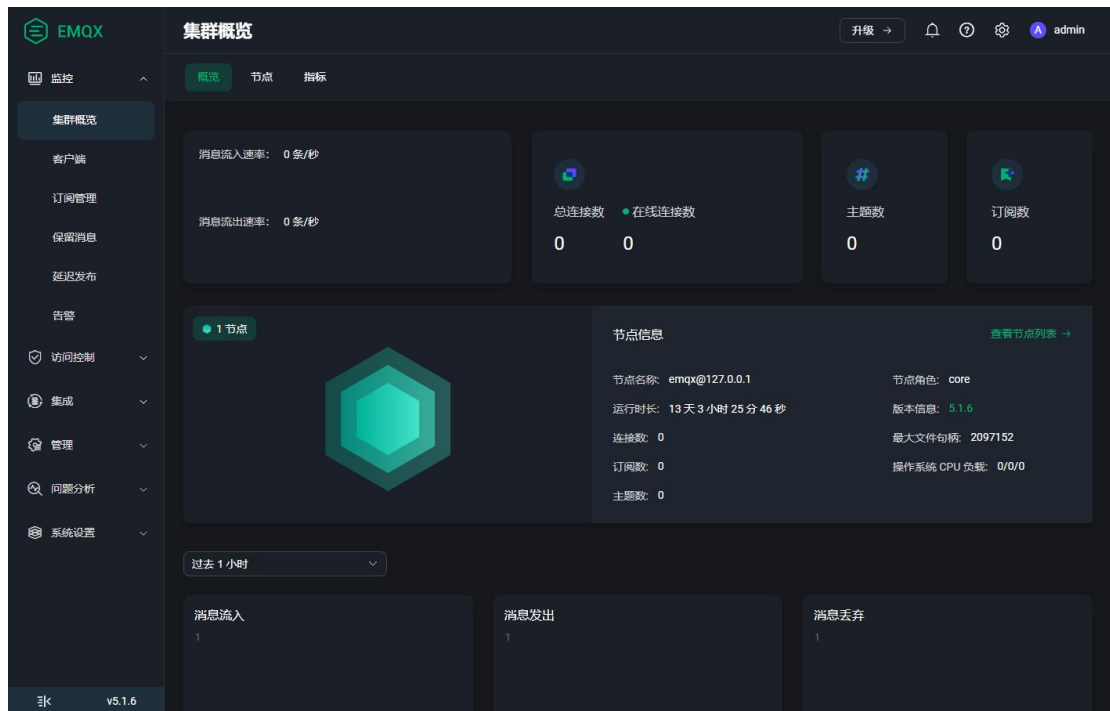 EMQX
集群概览
升级 →
A admin
监控
概览 节点 指标
集群概览
客户端
订阅管理
保留消息
延迟发布
告警
访问控制
集成
管理
问题分析
系统设置
v5.1.6
消息流入速率: 0 条/秒
消息流出速率: 0 条/秒
总连接数 在线连接数
0 0
主题数
0
订阅数
0
1 节点
节点信息
查看节点列表 →
节点名称: emqx@127.0.0.1
节点角色: core
运行时长: 13 天 3 小时 25 分 46 秒
版本信息: 5.1.6
连接数: 0
最大文件句柄: 2097152
订阅数: 0
操作系统 CPU 负载: 0/0/0
主题数: 0
过去 1 小时
消息流入
1
消息发出
1
消息丢弃
1